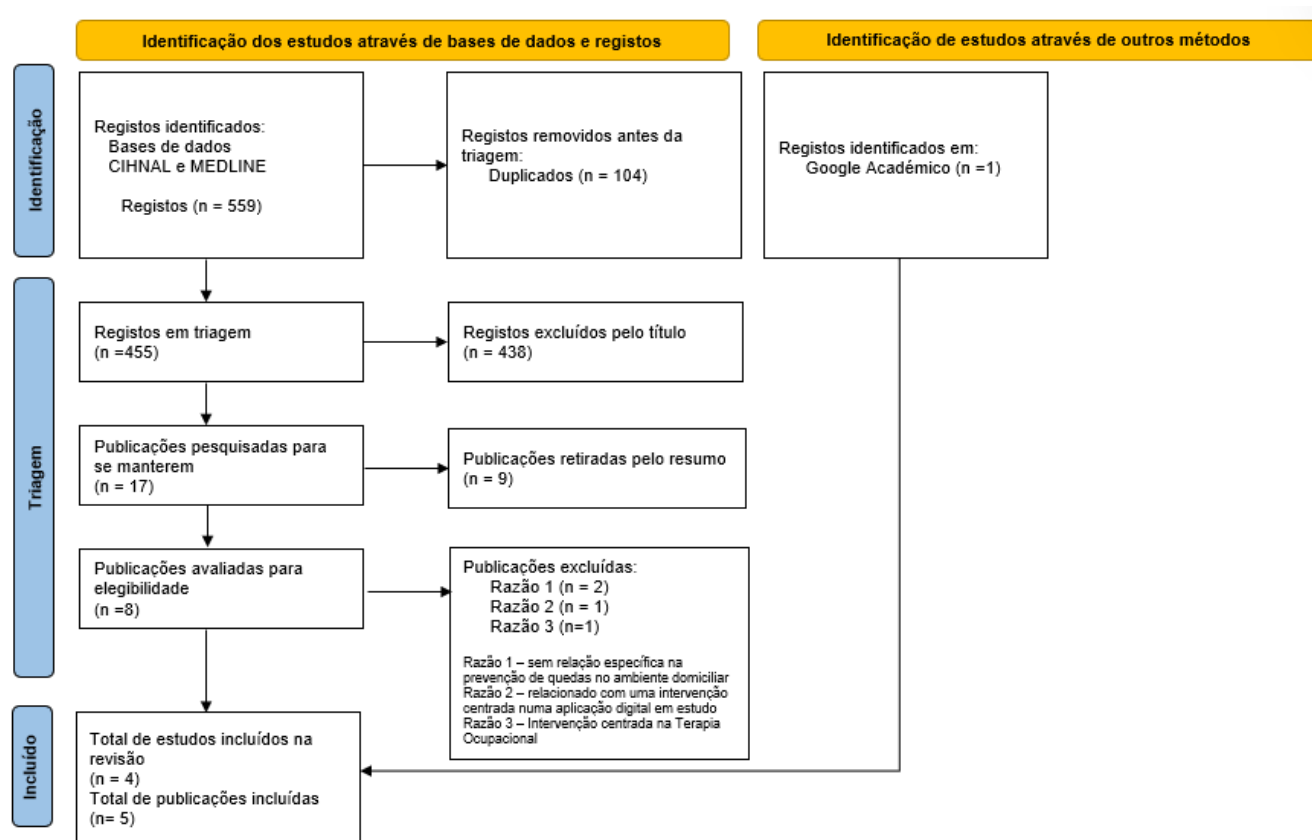 Identificação dos estudos através de bases de dados e registos
Identificação de estudos através de outros métodos
Identificação
Registos identificados:
Bases de dados
CIHNAL e MEDLINE
Registos (n = 559)
Registos removidos antes da
triagem:
Duplicados (n = 104)
Registos identificados em:
Google Académico (n =1)
Triagem
Registos em triagem
(n =455)
Registos excluídos pelo título
(n = 438)
Publicações pesquisadas para
se manterem
(n = 17)
Publicações retiradas pelo resumo
(n = 9)
Publicações avaliadas para
elegibilidade
(n =8)
Publicações excluídas:
Razão 1 (n = 2)
Razão 2 (n = 1)
Razão 3 (n=1)
Razão 1 – sem relação específica na
prevenção de quedas no ambiente domiciliar
Razão 2 – relacionado com uma intervenção
centrada numa aplicação digital em estudo
Razão 3 – Intervenção centrada na Terapia
Ocupacional
Incluído
Total de estudos incluídos na
revisão
(n = 4)
Total de publicações incluídas
(n= 5)